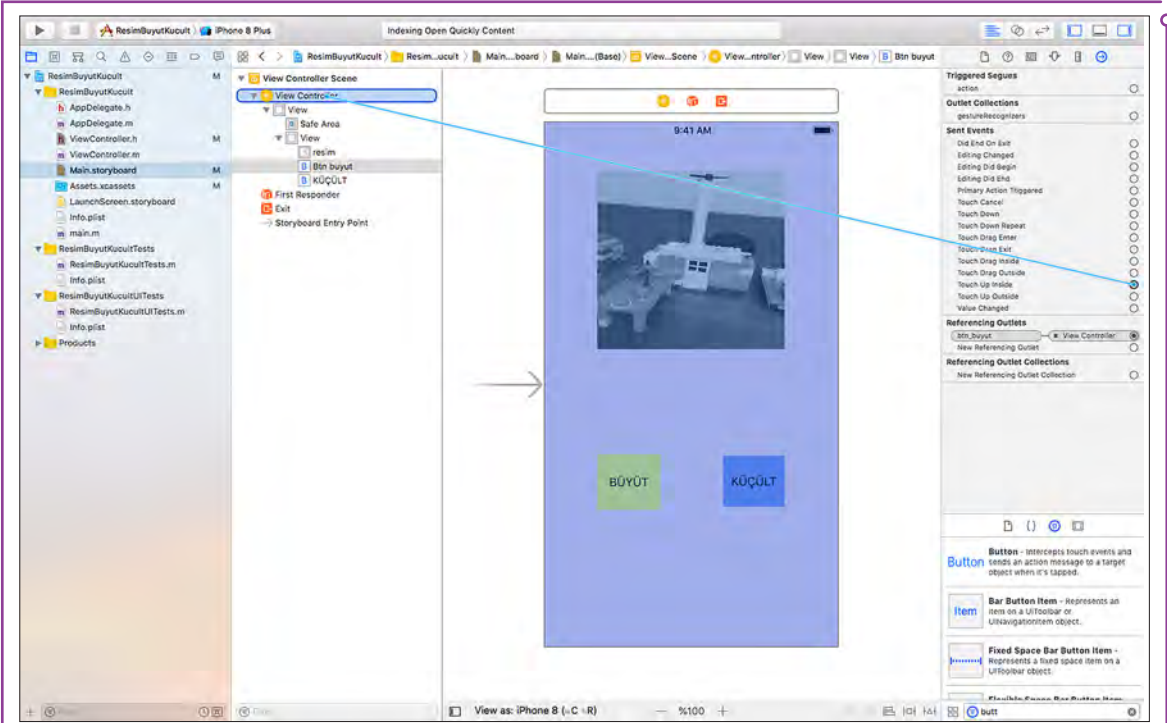 ResimBuyutKucult
iPhone 8 Plus
Indexing Open Quickly Content
ResimBuyutKucult
Resim...ucult
Main....board
Main....(Base)
View...Scene
View...ntroller
View
View
B Btn buyut
ResimBuyutKucult M
ResimBuyutKucult
h AppDelegate.h
m AppDelegate.m
h ViewController.h M
m ViewController.m
Main.storyboard M
Assets.xcassets M
LaunchScreen.storyboard
Info.plist
m main.m
ResimBuyutKucultTests
m ResimBuyutKucultTests.m
Info.plist
ResimBuyutKucultUITests
m ResimBuyutKucultUITests.m
Info.plist
Products
View Controller Scene
View Controller
View
Safe Area
View
resim
B Btn buyut
B KÜÇÜLT
First Responder
Exit
Storyboard Entry Point
9:41 AM
BÜYÜT
KÜÇÜLT
View as: iPhone 8 ( C R)
— %100 +
Triggered Segues
action
Outlet Collections
gestureRecognizers
Sent Events
Did End On Exit
Editing Changed
Editing Did Begin
Editing Did End
Primary Action Triggered
Touch Cancel
Touch Down
Touch Down Repeat
Touch Drag Enter
Touch Drag Exit
Touch Drag Inside
Touch Drag Outside
Touch Up Inside
Touch Up Outside
Value Changed
Referencing Outlets
btn_buyut
View Controller
New Referencing Outlet
Referencing Outlet Collections
New Referencing Outlet Collection
Button
Button - Intercepts touch events and
sends an action message to a target
object when it's tapped.
Item
Bar Button Item - Represents an
item on a UIToolbar or
UINavigationItem object.
Fixed Space Bar Button Item -
Represents a fixed space item on a
UIToolbar object.
Flexible Space Bar Button Item
butt